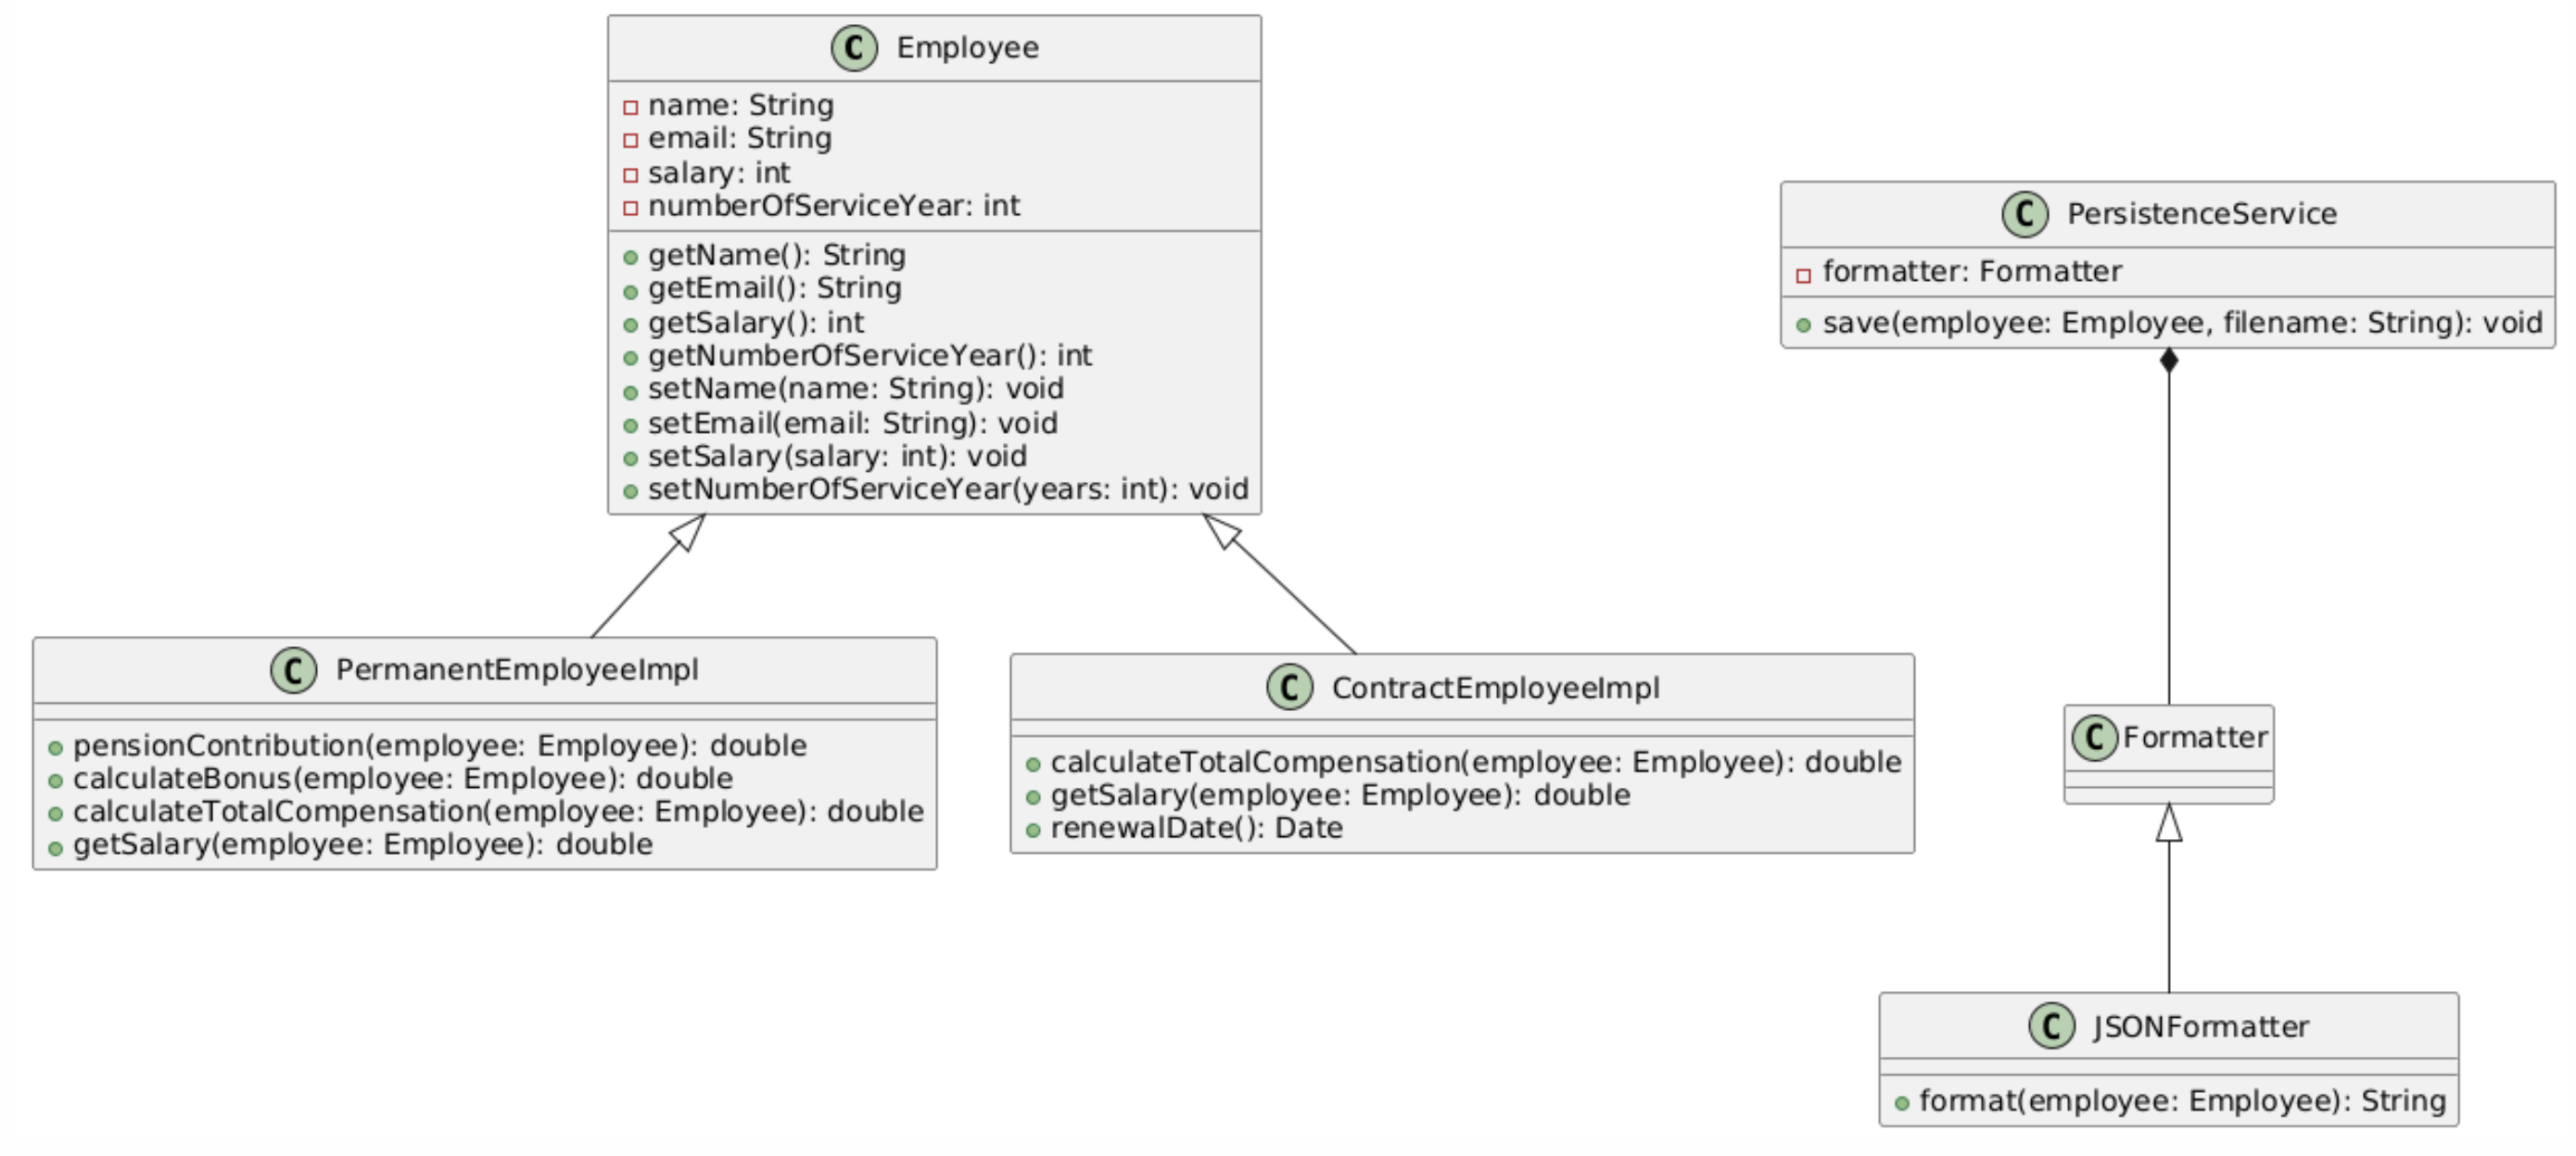 C Employee
name: String
email: String
salary: int
numberOfServiceYear: int
getName(): String
getEmail(): String
getSalary(): int
getNumberOfServiceYear(): int
setName(name: String): void
setEmail(email: String): void
setSalary(salary: int): void
setNumberOfServiceYear(years: int): void
C PersistenceService
formatter: Formatter
save(employee: Employee, filename: String): void
C PermanentEmployeeImpl
pensionContribution(employee: Employee): double
calculateBonus(employee: Employee): double
calculateTotalCompensation(employee: Employee): double
getSalary(employee: Employee): double
C ContractEmployeeImpl
calculateTotalCompensation(employee: Employee): double
getSalary(employee: Employee): double
renewalDate(): Date
C Formatter
C JSONFormatter
format(employee: Employee): String